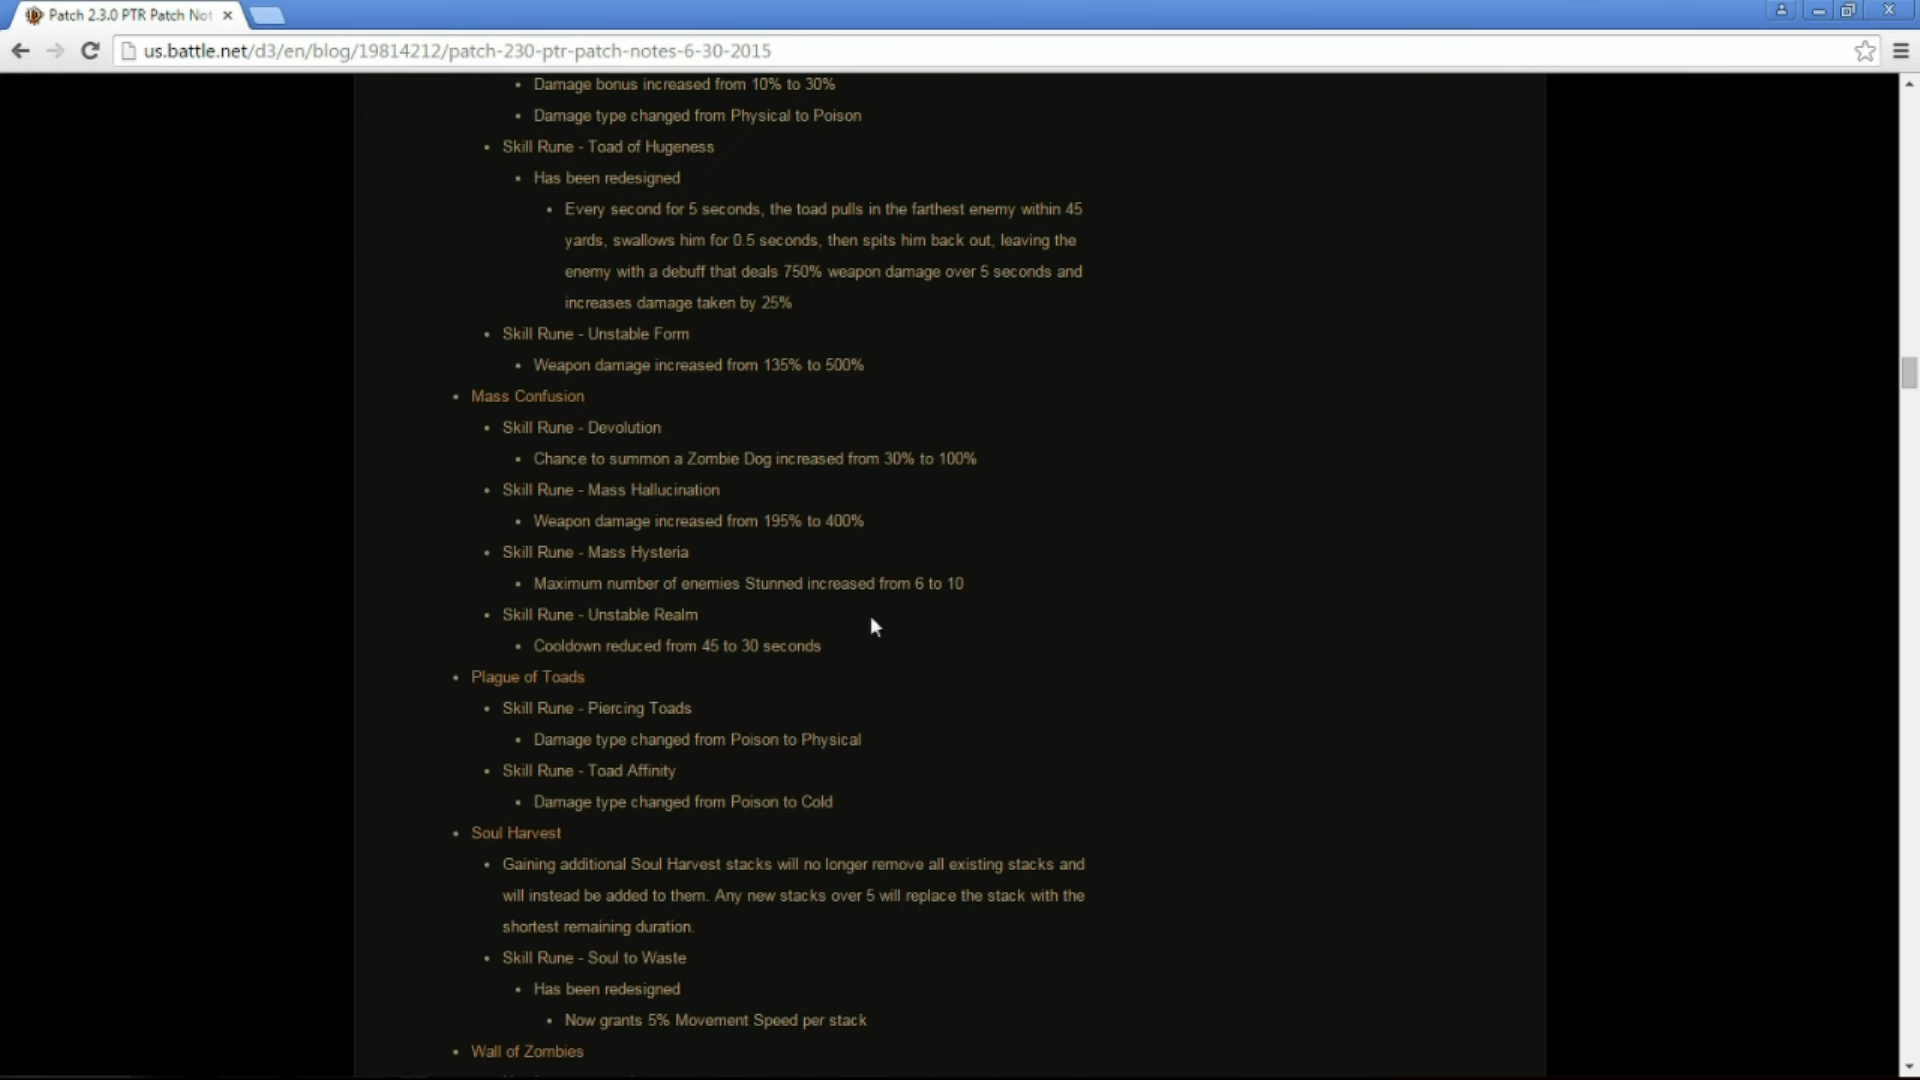 Patch 2.3.0 PTR Patch Not
us.battle.net/d3/en/blog/19814212/patch-230-ptr-patch-notes-6-30-2015
Damage bonus increased from 10% to 30%
Damage type changed from Physical to Poison
Skill Rune - Toad of Hugeness
Has been redesigned
Every second for 5 seconds, the toad pulls in the farthest enemy within 45
yards, swallows him for 0.5 seconds, then spits him back out, leaving the
enemy with a debuff that deals 750% weapon damage over 5 seconds and
increases damage taken by 25%
Skill Rune - Unstable Form
Weapon damage increased from 135% to 500%
Mass Confusion
Skill Rune - Devolution
Chance to summon a Zombie Dog increased from 30% to 100%
Skill Rune - Mass Hallucination
Weapon damage increased from 195% to 400%
Skill Rune - Mass Hysteria
Maximum number of enemies Stunned increased from 6 to 10
Skill Rune - Unstable Realm
Cooldown reduced from 45 to 30 seconds
Plague of Toads
Skill Rune - Piercing Toads
Damage type changed from Poison to Physical
Skill Rune - Toad Affinity
Damage type changed from Poison to Cold
Soul Harvest
Gaining additional Soul Harvest stacks will no longer remove all existing stacks and
will instead be added to them. Any new stacks over 5 will replace the stack with the
shortest remaining duration.
Skill Rune - Soul to Waste
Has been redesigned
Now grants 5% Movement Speed per stack
Wall of Zombies